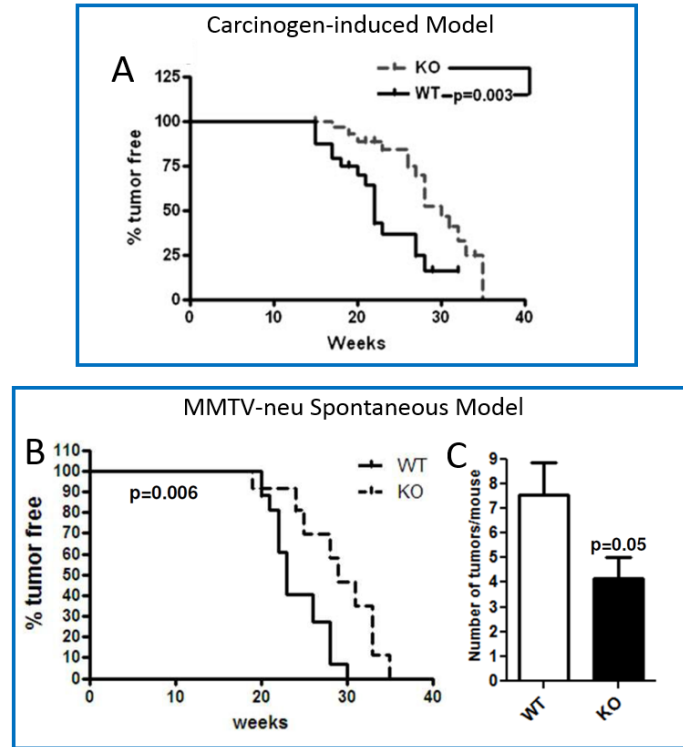 Carcinogen-induced Model
A
KO
WT p=0.003
125
100
75
50
25
0
% tumor free
0 10 20 30 40
Weeks
MMTV-neu Spontaneous Model
B
WT
KO
p=0.006
110
100
90
80
70
60
50
40
30
20
10
0
% tumor free
0 10 20 30 40
weeks
C
9
8
7
6
5
4
3
2
1
0
Number of tumors/mouse
p=0.05
WT KO